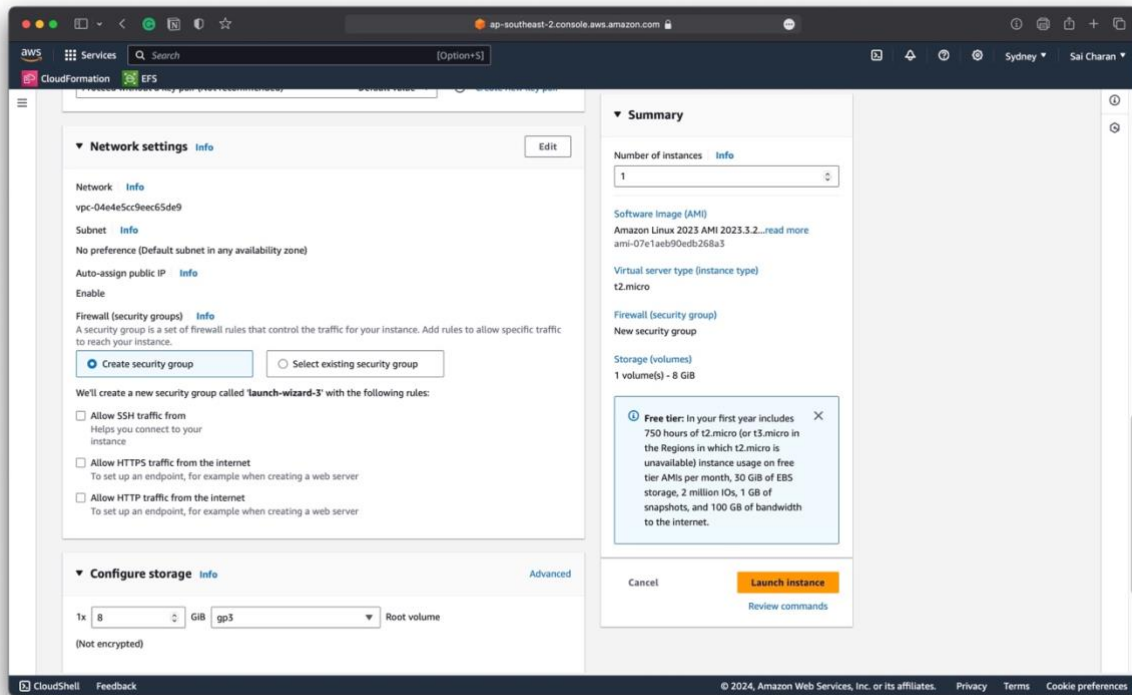 ap-southeast-2.console.aws.amazon.com
aws
Services
Search
[Option+S]
Sydney
Sai Charan
CloudFormation
EFS
Network settings Info
Edit
Network Info
vpc-04e4e5cc9eec65de9
Subnet Info
No preference (Default subnet in any availability zone)
Auto-assign public IP Info
Enable
Firewall (security groups) Info
A security group is a set of firewall rules that control the traffic for your instance. Add rules to allow specific traffic
to reach your instance.
Create security group
Select existing security group
We'll create a new security group called 'launch-wizard-3' with the following rules:
Allow SSH traffic from
Helps you connect to your
instance
Allow HTTPS traffic from the internet
To set up an endpoint, for example when creating a web server
Allow HTTP traffic from the internet
To set up an endpoint, for example when creating a web server
Configure storage Info
Advanced
1x 8 GiB gp3 Root volume
(Not encrypted)
Summary
Number of instances Info
1
Software Image (AMI)
Amazon Linux 2023 AMI 2023.3.2...read more
ami-07e1aeb90edb268a3
Virtual server type (instance type)
t2.micro
Firewall (security group)
New security group
Storage (volumes)
1 volume(s) - 8 GiB
Free tier: In your first year includes
750 hours of t2.micro (or t3.micro in
the Regions in which t2.micro is
unavailable) instance usage on free
tier AMIs per month, 30 GiB of EBS
storage, 2 million IOs, 1 GB of
snapshots, and 100 GB of bandwidth
to the internet.
Cancel
Launch instance
Review commands
CloudShell
Feedback
© 2024, Amazon Web Services, Inc. or its affiliates.
Privacy
Terms
Cookie preferences